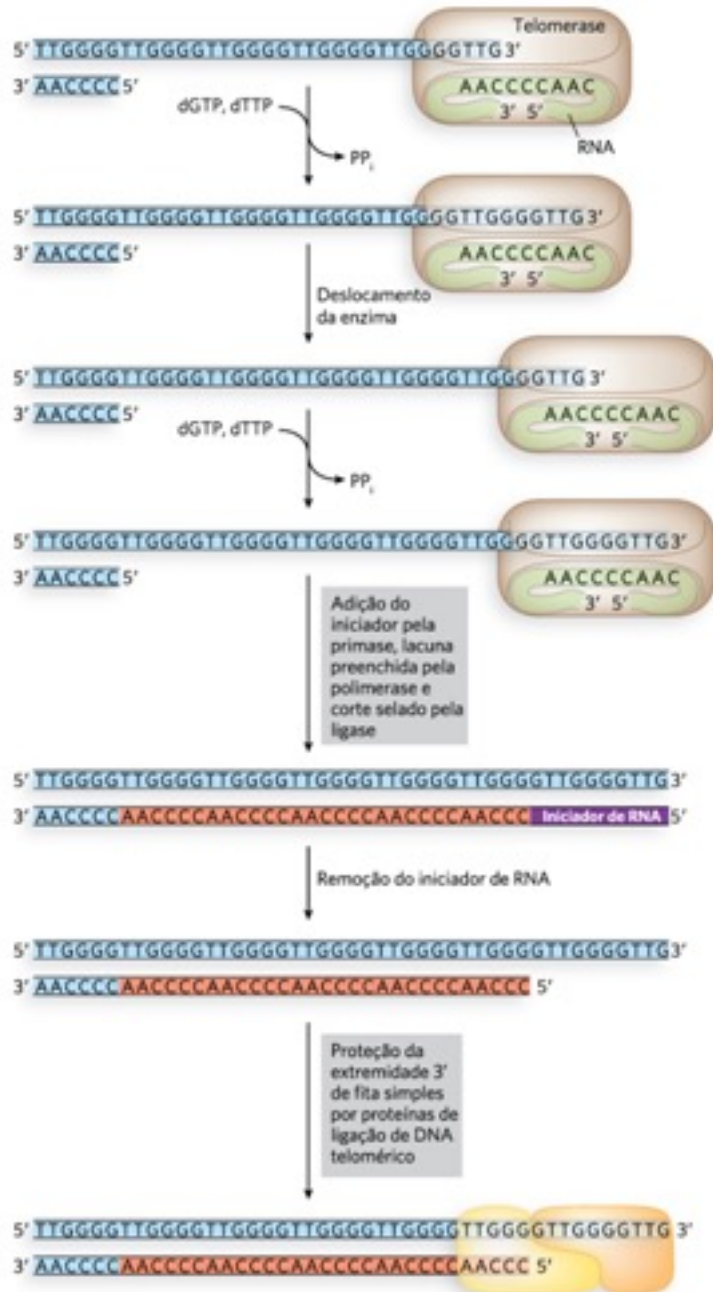 Telomerase
5′ TTGGGGTTGGGGTTGGGGTTGGGGTTGGGGTTG 3′
3′ AACCCC 5′
AACCCCAAC
3′ 5′
RNA
dGTP, dTTP
PPi
5′ TTGGGGTTGGGGTTGGGGTTGGGGTTGGGGTTGGGGTTG 3′
3′ AACCCC 5′
AACCCCAAC
3′ 5′
Deslocamento
da enzima
5′ TTGGGGTTGGGGTTGGGGTTGGGGTTGGGGTTGGGGTTG 3′
3′ AACCCC 5′
AACCCCAAC
3′ 5′
dGTP, dTTP
PPi
5′ TTGGGGTTGGGGTTGGGGTTGGGGTTGGGGTTGGGGTTGGGGTTG 3′
3′ AACCCC 5′
AACCCCAAC
3′ 5′
Adição do
iniciador pela
primase, lacuna
preenchida pela
polimerase e
corte selado pela
ligase
5′ TTGGGGTTGGGGTTGGGGTTGGGGTTGGGGTTGGGGTTGGGGTTG 3′
3′ AACCCCAACCCCAACCCCAACCCCAACCCCAACCC Iniciador de RNA 5′
Remoção do iniciador de RNA
5′ TTGGGGTTGGGGTTGGGGTTGGGGTTGGGGTTGGGGTTGGGGTTG 3′
3′ AACCCCAACCCCAACCCCAACCCCAACCCCAACCC 5′
Proteção da
extremidade 3′
de fita simples
por proteínas de
ligação de DNA
telomérico
5′ TTGGGGTTGGGGTTGGGGTTGGGGTTGGGGTTGGGGTTGGGGTTG 3′
3′ AACCCCAACCCCAACCCCAACCCCAACCCCAACCC 5′